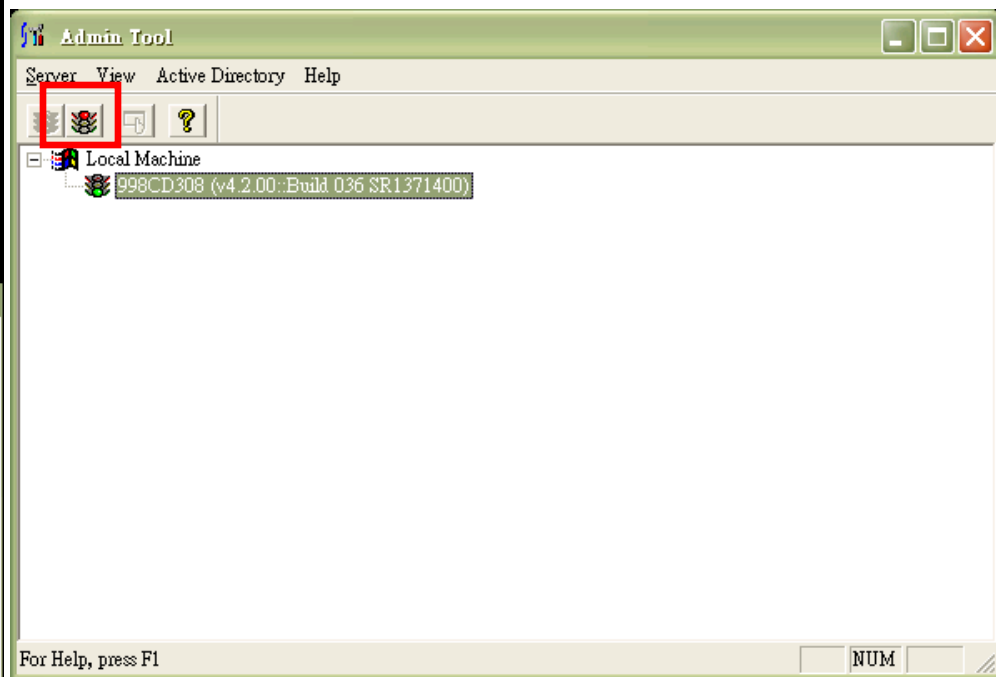 Admin Tool
Server View Active Directory Help
Local Machine
998CD308 (v4.2.00::Build 036 SR1371400)
For Help, press F1
NUM